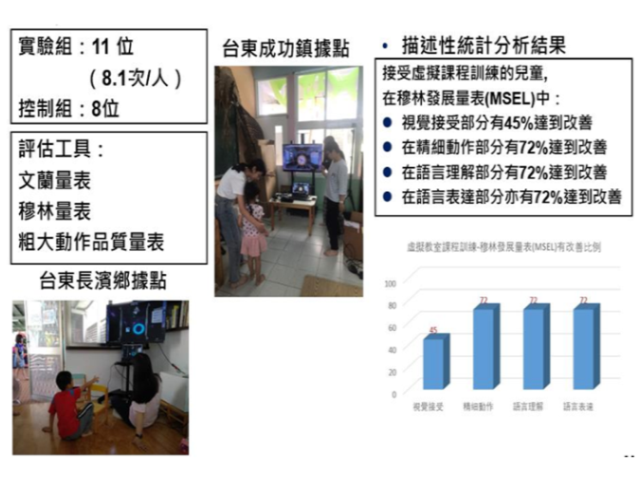 實驗組：11 位
（8.1次/人）
控制組：8位
評估工具：
文蘭量表
穆林量表
粗大動作品質量表
台東長濱鄉據點
台東成功鎮據點
• 描述性統計分析結果
接受虛擬課程訓練的兒童,
在穆林發展量表(MSEL)中：
● 視覺接受部分有45%達到改善
● 在精細動作部分有72%達到改善
● 在語言理解部分有72%達到改善
● 在語言表達部分亦有72%達到改善
虛擬教室課程訓練-穆林發展量表(MSEL)有改善比例
100
80
60
40
20
0
45
72
72
72
視覺接受
精細動作
語言理解
語言表達